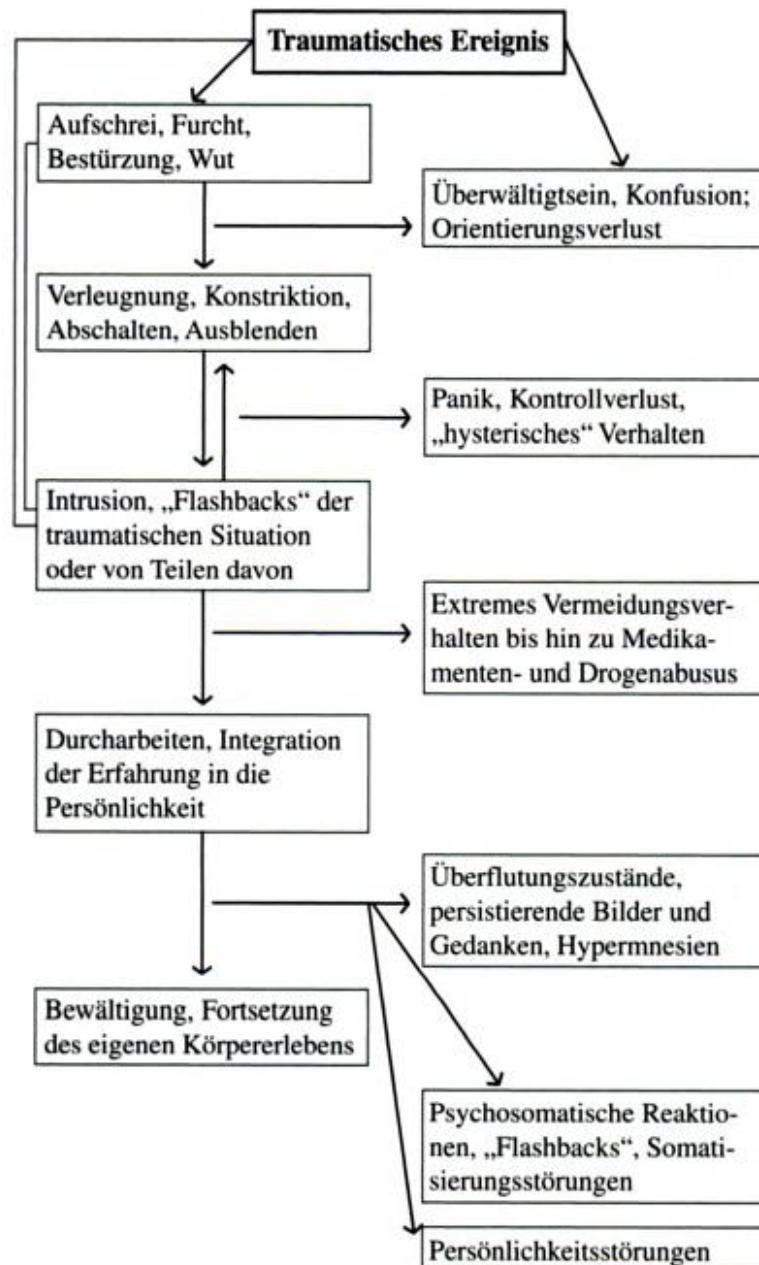 Traumatisches Ereignis
Aufschrei, Furcht,
Bestürzung, Wut
Überwältigtsein, Konfusion;
Orientierungsverlust
Verleugnung, Konstriktion,
Abschalten, Ausblenden
Panik, Kontrollverlust,
„hysterisches“ Verhalten
Intrusion, „Flashbacks“ der
traumatischen Situation
oder von Teilen davon
Extremes Vermeidungsver-
halten bis hin zu Medika-
menten- und Drogenabusus
Durcharbeiten, Integration
der Erfahrung in die
Persönlichkeit
Überflutungszustände,
persistierende Bilder und
Gedanken, Hypermnesien
Bewältigung, Fortsetzung
des eigenen Körpererlebens
Psychosomatische Reaktio-
nen, „Flashbacks“, Somati-
sierungsstörungen
Persönlichkeitsstörungen